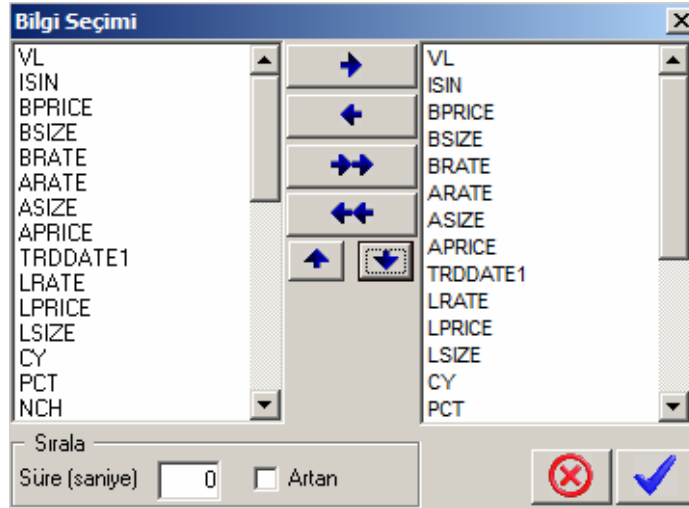 Bilgi Seçimi
VL
ISIN
BPRICE
BSIZE
BRATE
ARATE
ASIZE
APRICE
TRDDATE1
LRATE
LPRICE
LSIZE
CY
PCT
NCH
VL
ISIN
BPRICE
BSIZE
BRATE
ARATE
ASIZE
APRICE
TRDDATE1
LRATE
LPRICE
LSIZE
CY
PCT
Sırala
Süre (saniye) 0 Artan